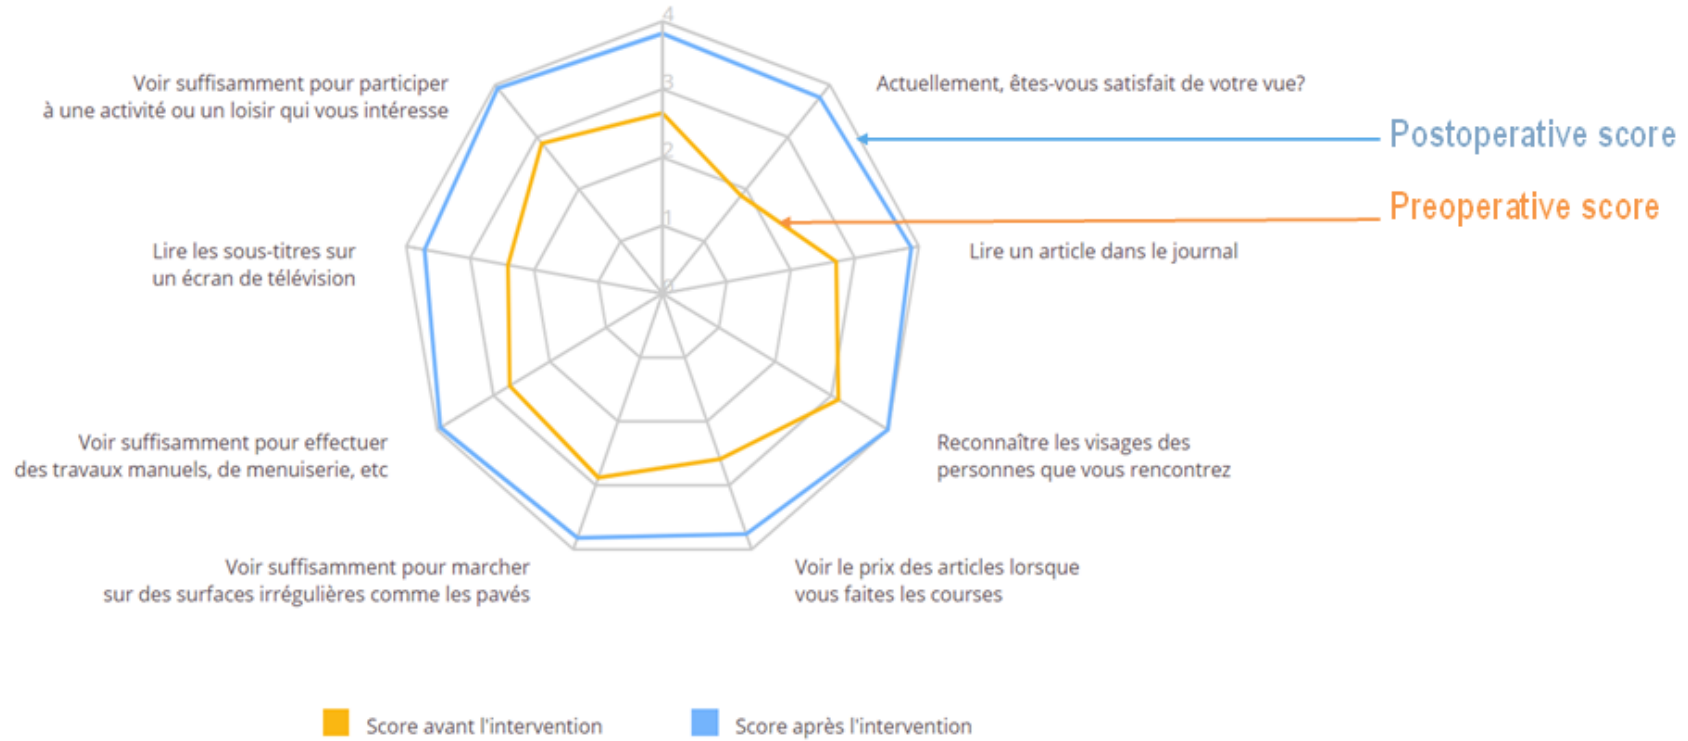 4
3
2
1
0
Voir suffisamment pour participer
à une activité ou un loisir qui vous intéresse
Actuellement, êtes-vous satisfait de votre vue?
Postoperative score
Preoperative score
Lire les sous-titres sur
un écran de télévision
Lire un article dans le journal
Voir suffisamment pour effectuer
des travaux manuels, de menuiserie, etc
Reconnaître les visages des
personnes que vous rencontrez
Voir suffisamment pour marcher
sur des surfaces irrégulières comme les pavés
Voir le prix des articles lorsque
vous faites les courses
Score avant l'intervention
Score après l'intervention